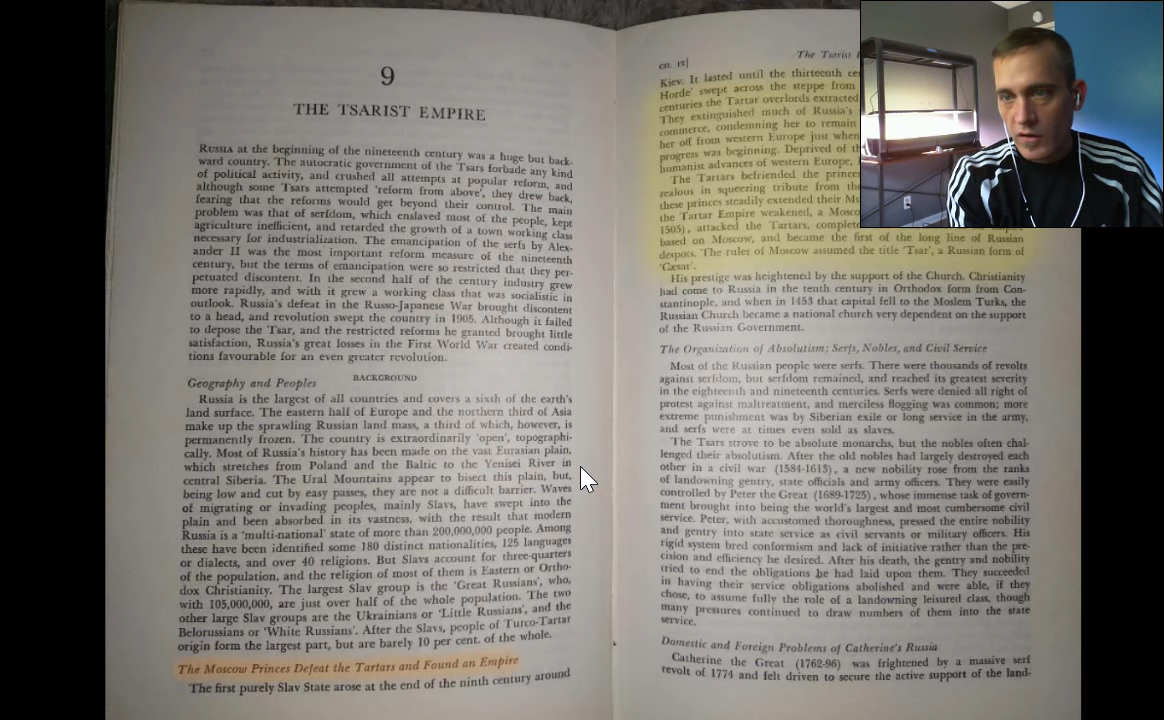 9
THE TSARIST EMPIRE
RUSSIA at the beginning of the nineteenth century was a huge but back-
ward country. The autocratic government of the Tsars forbade any kind
of political activity, and crushed all attempts at popular reform, and
although some Tsars attempted 'reform from above', they drew back,
fearing that the reforms would get beyond their control. The main
problem was that of serfdom, which enslaved most of the people, kept
agriculture inefficient, and retarded the growth of a town working class
necessary for industrialization. The emancipation of the serfs by Alex-
ander II was the most important reform measure of the nineteenth
century, but the terms of emancipation were so restricted that they per-
petuated discontent. In the second half of the century industry grew
more rapidly, and with it grew a working class that was socialistic in
outlook. Russia's defeat in the Russo-Japanese War brought discontent
to a head, and revolution swept the country in 1905. Although it failed
to depose the Tsar, and the restricted reforms he granted brought little
satisfaction, Russia's great losses in the First World War created condi-
tions favourable for an even greater revolution.
BACKGROUND
Geography and Peoples
Russia is the largest of all countries and covers a sixth of the earth's
land surface. The eastern half of Europe and the northern third of Asia
make up the sprawling Russian land mass, a third of which, however, is
permanently frozen. The country is extraordinarily 'open', topographi-
cally. Most of Russia's history has been made on the vast Eurasian plain,
which stretches from Poland and the Baltic to the Yenisei River in
central Siberia. The Ural Mountains appear to bisect this plain, but,
being low and cut by easy passes, they are not a difficult barrier. Waves
of migrating or invading peoples, mainly Slavs, have swept into the
plain and been absorbed in its vastness, with the result that modern
Russia is a 'multi-national' state of more than 200,000,000 people. Among
these have been identified some 180 distinct nationalities, 125 languages
or dialects, and over 40 religions. But Slavs account for three-quarters
of the population, and the religion of most of them is Eastern or Ortho-
dox Christianity. The largest Slav group is the 'Great Russians', who,
with 105,000,000, are just over half of the whole population. The two
other large Slav groups are the Ukrainians or 'Little Russians', and the
Belorussians or 'White Russians'. After the Slavs, people of Turco-Tartar
origin form the largest part, but are barely 10 per cent. of the whole.
The Moscow Princes Defeat the Tartars and Found an Empire
The first purely Slav State arose at the end of the ninth century around
CH. IX]
The Tsarist
Kiev. It lasted until the thirteenth
Horde' swept across the steppe from
centuries the Tartar overlords extracted
They extinguished much of Russia's
commerce, condemning her to remain
her off from western Europe just when
progress was beginning. Deprived of
humanist advances of western Europe,
The Tartars befriended the princes
zealous in squeezing tribute from
these princes steadily extended their
the Tartar Empire weakened, a
1505), attacked the Tartars,
based on Moscow, and became the first of the long line of Russian
despots. The ruler of Moscow assumed the title 'Tsar', a Russian form of
'Cæsar'.
His prestige was heightened by the support of the Church. Christianity
had come to Russia in the tenth century in Orthodox form from Con-
stantinople, and when in 1453 that capital fell to the Moslem Turks, the
Russian Church became a national church very dependent on the support
of the Russian Government.
The Organization of Absolutism; Serfs, Nobles, and Civil Service
Most of the Russian people were serfs. There were thousands of revolts
against serfdom, but serfdom remained, and reached its greatest severity
in the eighteenth and nineteenth centuries. Serfs were denied all right of
protest against maltreatment, and merciless flogging was common; more
extreme punishment was by Siberian exile or long service in the army,
and serfs were at times even sold as slaves.
The Tsars strove to be absolute monarchs, but the nobles often chal-
lenged their absolutism. After the old nobles had largely destroyed each
other in a civil war (1584-1613), a new nobility rose from the ranks
of landowning gentry, state officials and army officers. They were easily
controlled by Peter the Great (1689-1725), whose immense task of govern-
ment brought into being the world's largest and most cumbersome civil
service. Peter, with accustomed thoroughness, pressed the entire nobility
and gentry into state service as civil servants or military officers. His
rigid system bred conformism and lack of initiative rather than the pre-
cision and efficiency he desired. After his death, the gentry and nobility
tried to end the obligations he had laid upon them. They succeeded
in having their service obligations abolished and were able, if they
chose, to assume fully the role of a landowning leisured class, though
many pressures continued to draw numbers of them into the state
service.
Domestic and Foreign Problems of Catherine's Russia
Catherine the Great (1762-96) was frightened by a massive serf
revolt of 1774 and felt driven to secure the active support of the land-